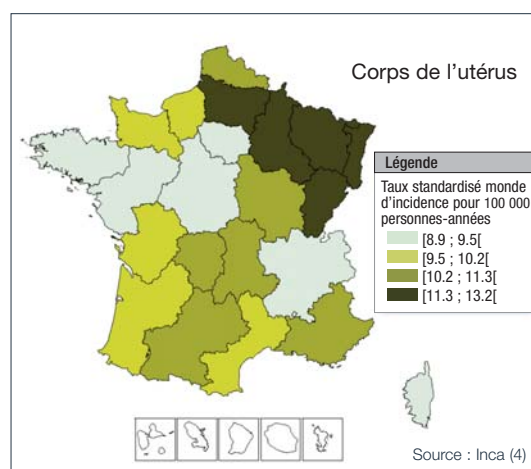 Corps de l'utérus
Légende
Taux standardisé monde
d'incidence pour 100 000
personnes-années
[8.9 ; 9.5[
[9.5 ; 10.2[
[10.2 ; 11.3[
[11.3 ; 13.2[
Source : Inca (4)